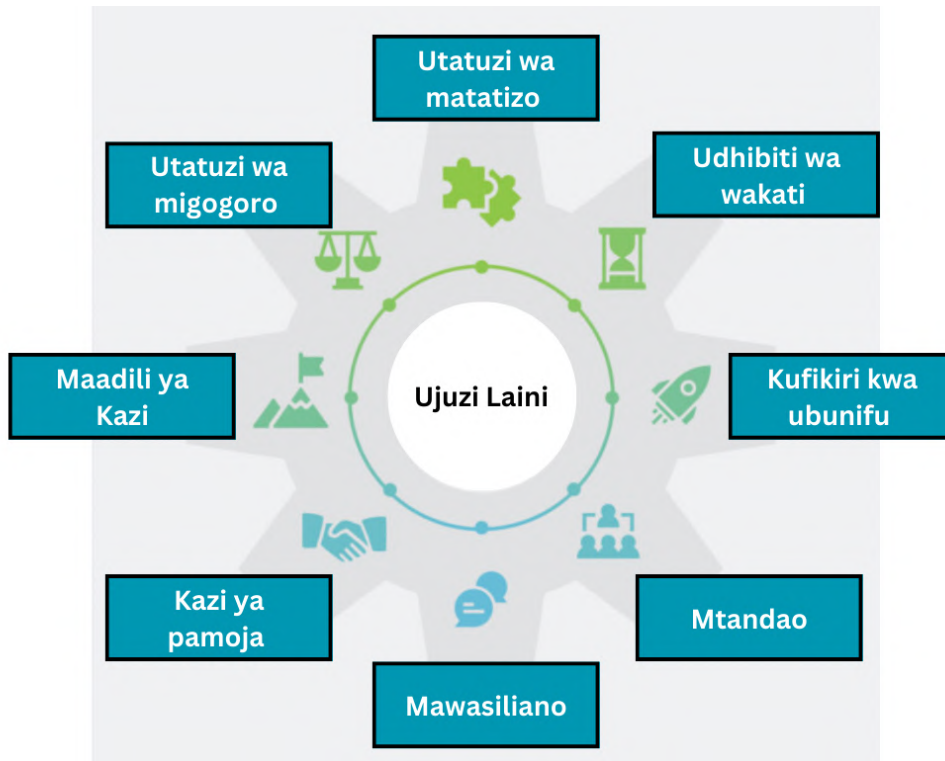 Utatuzi wa
matatizo
Udhibiti wa
wakati
Kufikiri kwa
ubunifu
Mtandao
Mawasiliano
Kazi ya
pamoja
Maadili ya
Kazi
Utatuzi wa
migogoro
Ujuzi Laini